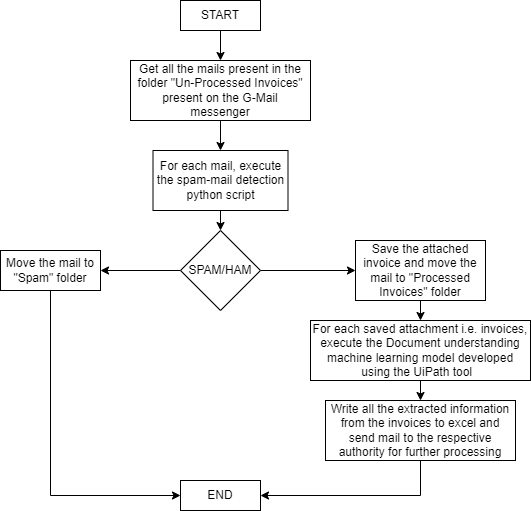 START
Get all the mails present in the
folder "Un-Processed Invoices"
present on the G-Mail
messenger
For each mail, execute
the spam-mail detection
python script
SPAM/HAM
Move the mail to
"Spam" folder
Save the attached
invoice and move the
mail to "Processed
Invoices" folder
For each saved attachment i.e. invoices,
execute the Document understanding
machine learning model developed
using the UiPath tool
Write all the extracted information
from the invoices to excel and
send mail to the respective
authority for further processing
END